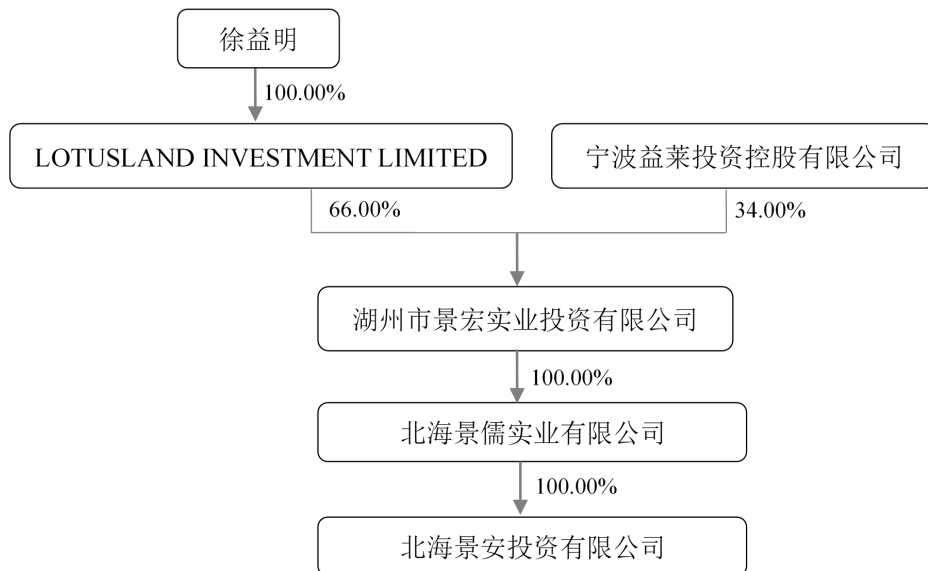 徐益明
100.00%
LOTUSLAND INVESTMENT LIMITED
宁波益莱投资控股有限公司
66.00%
34.00%
湖州市景宏实业投资有限公司
100.00%
北海景儒实业有限公司
100.00%
北海景安投资有限公司